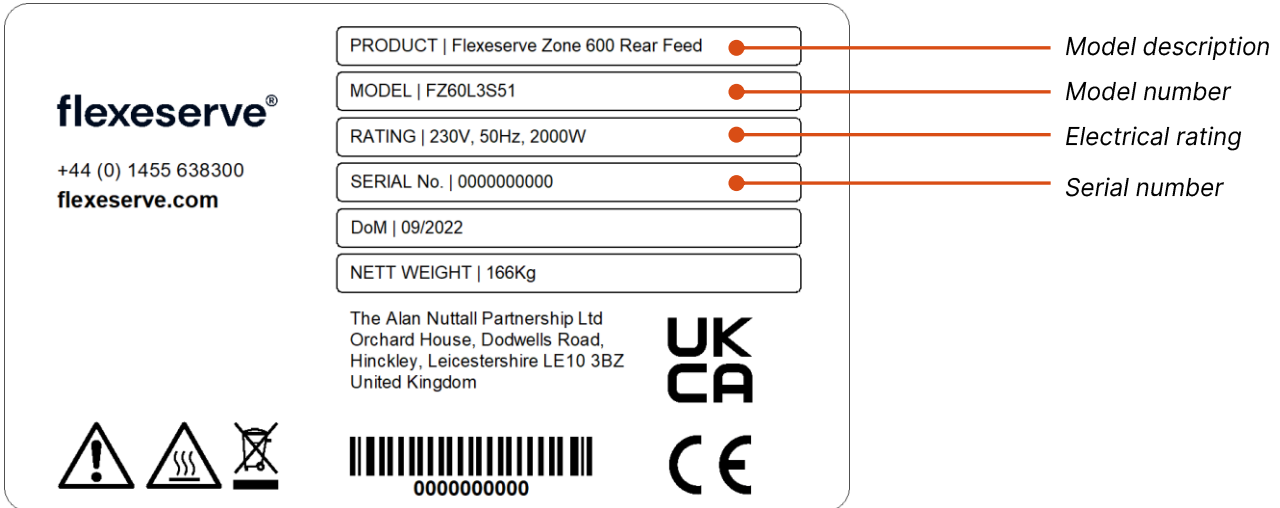 flexeserve®
+44 (0) 1455 638300
flexeserve.com
PRODUCT | Flexeserve Zone 600 Rear Feed
Model description
MODEL | FZ60L3S51
Model number
RATING | 230V, 50Hz, 2000W
Electrical rating
SERIAL No. | 0000000000
Serial number
DoM | 09/2022
NETT WEIGHT | 166Kg
The Alan Nuttall Partnership Ltd
Orchard House, Dodwells Road,
Hinckley, Leicestershire LE10 3BZ
United Kingdom
UK
CA
CE
0000000000